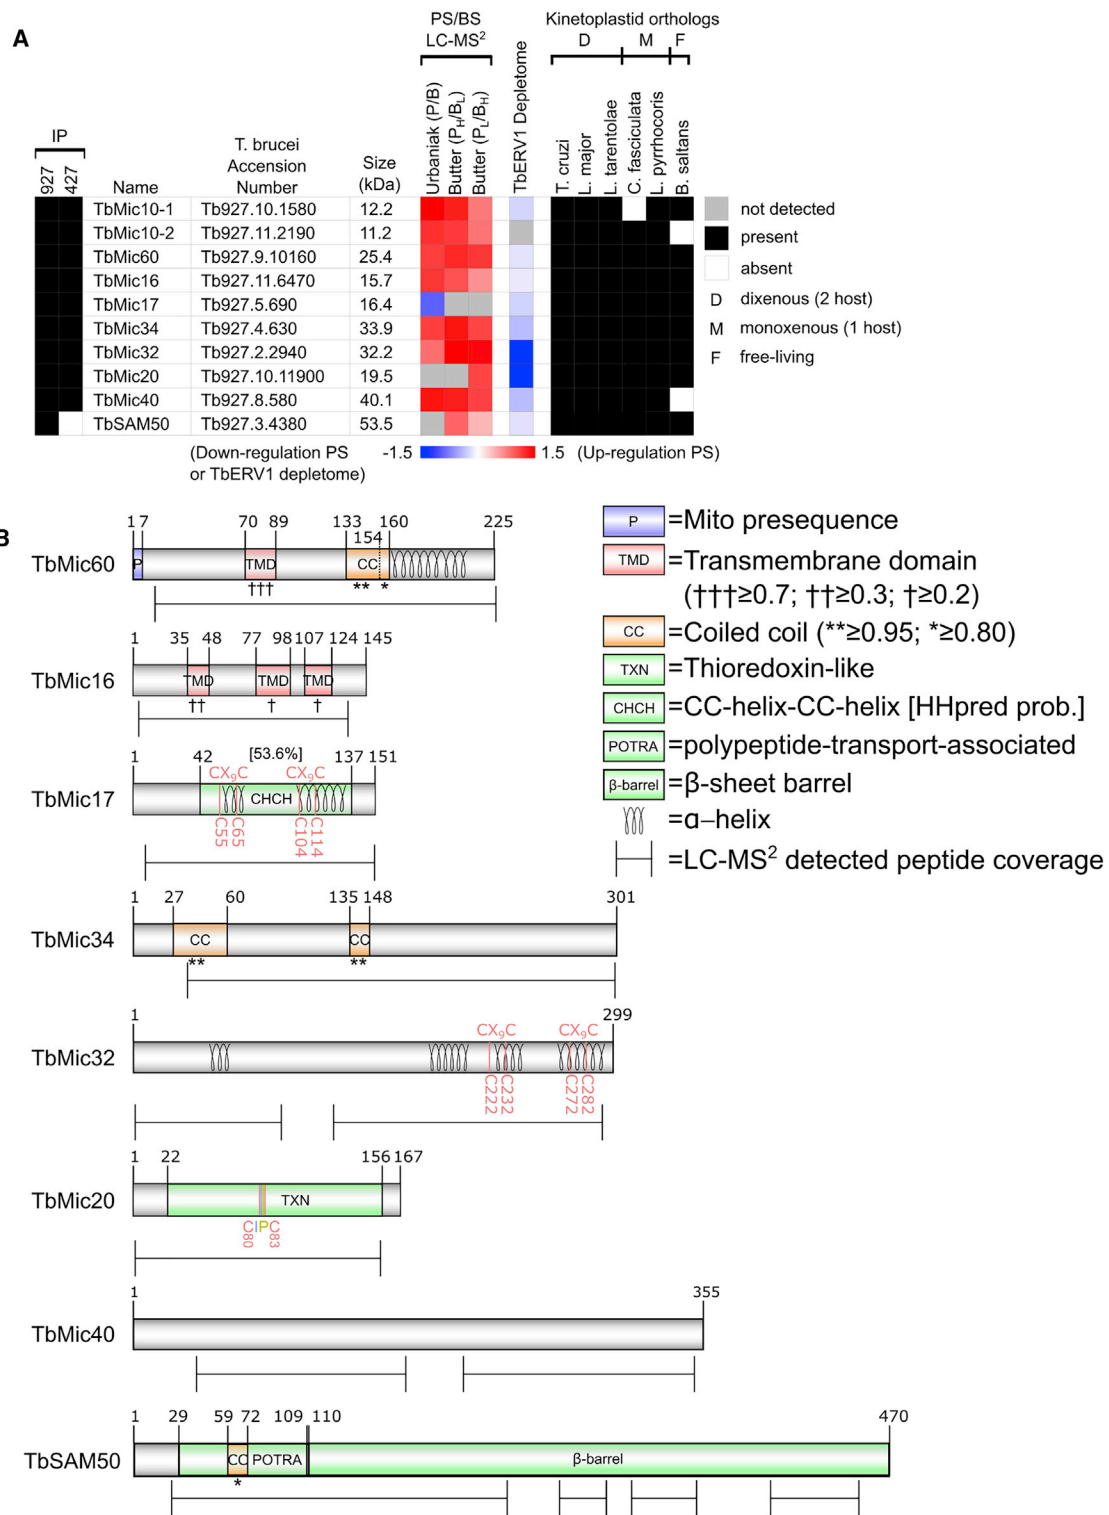 A
PS/BS
LC-MS²
Kinetoplastid orthologs
D M F
IP
927
427
Name
T. brucei
Accension
Number
Size
(kDa)
Urbaniak (P/B)
Butter (PH/BL)
Butter (PL/BH)
TbERV1 Depletome
T. cruzi
L. major
L. tarentolae
C. fasciculata
L. pyrrhocoris
B. saltans
TbMic10-1 Tb927.10.1580 12.2
TbMic10-2 Tb927.11.2190 11.2
TbMic60 Tb927.9.10160 25.4
TbMic16 Tb927.11.6470 15.7
TbMic17 Tb927.5.690 16.4
TbMic34 Tb927.4.630 33.9
TbMic32 Tb927.2.2940 32.2
TbMic20 Tb927.10.11900 19.5
TbMic40 Tb927.8.580 40.1
TbSAM50 Tb927.3.4380 53.5
not detected
present
absent
D dixenous (2 host)
M monoxenous (1 host)
F free-living
(Down-regulation PS
or TbERV1 depletome)
-1.5
1.5 (Up-regulation PS)
B
1 7 70 89 133 154 160 225
TbMic60
P TMD CC
††† ** *
1 35 48 77 98 107 124 145
TbMic16
TMD TMD TMD
†† † †
1 42 [53.6%] 137 151
CX₉C CX₉C
TbMic17
CHCH
C55 C65 C104 C114
1 27 60 135 148 301
TbMic34
CC CC
** **
1 299
CX₉C CX₉C
TbMic32
C222 C232 C272 C282
1 22 156 167
TbMic20
TXN
C80 I P C83
1 355
TbMic40
1 29 59 72 109 110 470
TbSAM50
CC POTRA β-barrel
*
P =Mito presequence
TMD =Transmembrane domain
(†††≥0.7; ††≥0.3; †≥0.2)
CC =Coiled coil (**≥0.95; *≥0.80)
TXN =Thioredoxin-like
CHCH =CC-helix-CC-helix [HHpred prob.]
POTRA =polypeptide-transport-associated
β-barrel =β-sheet barrel
=α–helix
=LC-MS² detected peptide coverage